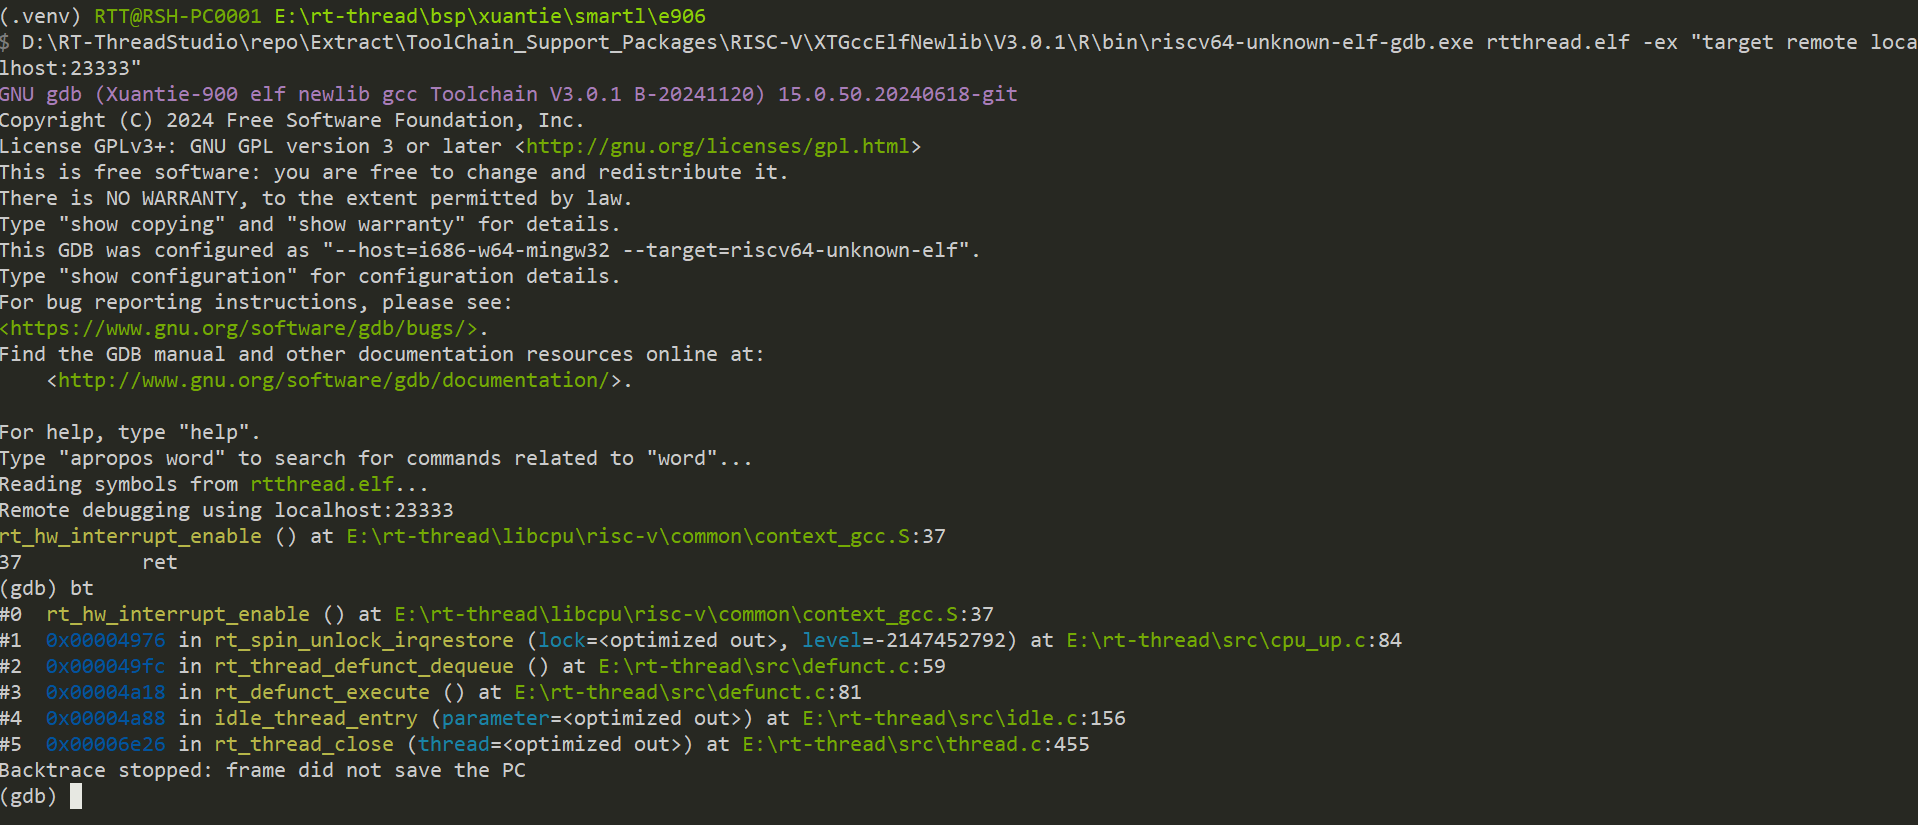 (.venv) RTT@RSH-PC0001 E:\rt-thread\bsp\xuantie\smartl\e906
$ D:\RT-ThreadStudio\repo\Extract\ToolChain_Support_Packages\RISC-V\XTGccElfNewlib\V3.0.1\R\bin\riscv64-unknown-elf-gdb.exe rtthread.elf -ex "target remote loca
lhost:23333"
GNU gdb (Xuantie-900 elf newlib gcc Toolchain V3.0.1 B-20241120) 15.0.50.20240618-git
Copyright (C) 2024 Free Software Foundation, Inc.
License GPLv3+: GNU GPL version 3 or later <http://gnu.org/licenses/gpl.html>
This is free software: you are free to change and redistribute it.
There is NO WARRANTY, to the extent permitted by law.
Type "show copying" and "show warranty" for details.
This GDB was configured as "--host=i686-w64-mingw32 --target=riscv64-unknown-elf".
Type "show configuration" for configuration details.
For bug reporting instructions, please see:
<https://www.gnu.org/software/gdb/bugs/>.
Find the GDB manual and other documentation resources online at:
    <http://www.gnu.org/software/gdb/documentation/>.

For help, type "help".
Type "apropos word" to search for commands related to "word"...
Reading symbols from rtthread.elf...
Remote debugging using localhost:23333
rt_hw_interrupt_enable () at E:\rt-thread\libcpu\risc-v\common\context_gcc.S:37
37          ret
(gdb) bt
#0  rt_hw_interrupt_enable () at E:\rt-thread\libcpu\risc-v\common\context_gcc.S:37
#1  0x00004976 in rt_spin_unlock_irqrestore (lock=<optimized out>, level=-2147452792) at E:\rt-thread\src\cpu_up.c:84
#2  0x000049fc in rt_thread_defunct_dequeue () at E:\rt-thread\src\defunct.c:59
#3  0x00004a18 in rt_defunct_execute () at E:\rt-thread\src\defunct.c:81
#4  0x00004a88 in idle_thread_entry (parameter=<optimized out>) at E:\rt-thread\src\idle.c:156
#5  0x00006e26 in rt_thread_close (thread=<optimized out>) at E:\rt-thread\src\thread.c:455
Backtrace stopped: frame did not save the PC
(gdb)